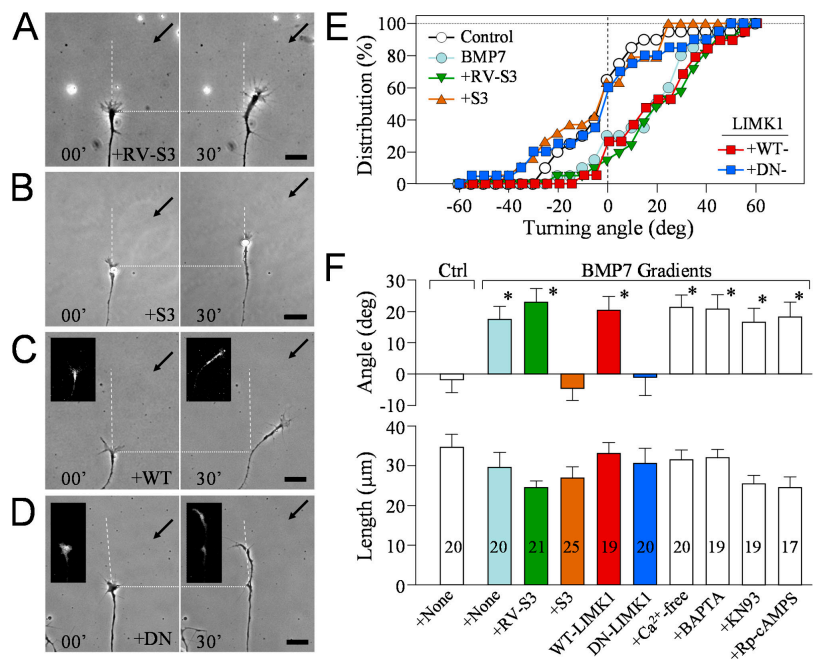 A
00’
+RV-S3
30’
B
00’
+S3
30’
C
00’
+WT
30’
D
00’
+DN
30’
E
Distribution (%)
100
80
60
40
20
0
Control
BMP7
+RV-S3
+S3
LIMK1
+WT-
+DN-
-60 -40 -20 0 20 40 60
Turning angle (deg)
F
Ctrl BMP7 Gradients
Angle (deg)
30
20
10
0
-10
* * * * * * *
Length (µm)
40
30
20
10
0
20 20 21 25 19 20 20 19 19 17
+None
+None
+RV-S3
+S3
WT-LIMK1
DN-LIMK1
+Ca²⁺-free
+BAPTA
+KN93
+Rp-cAMPS